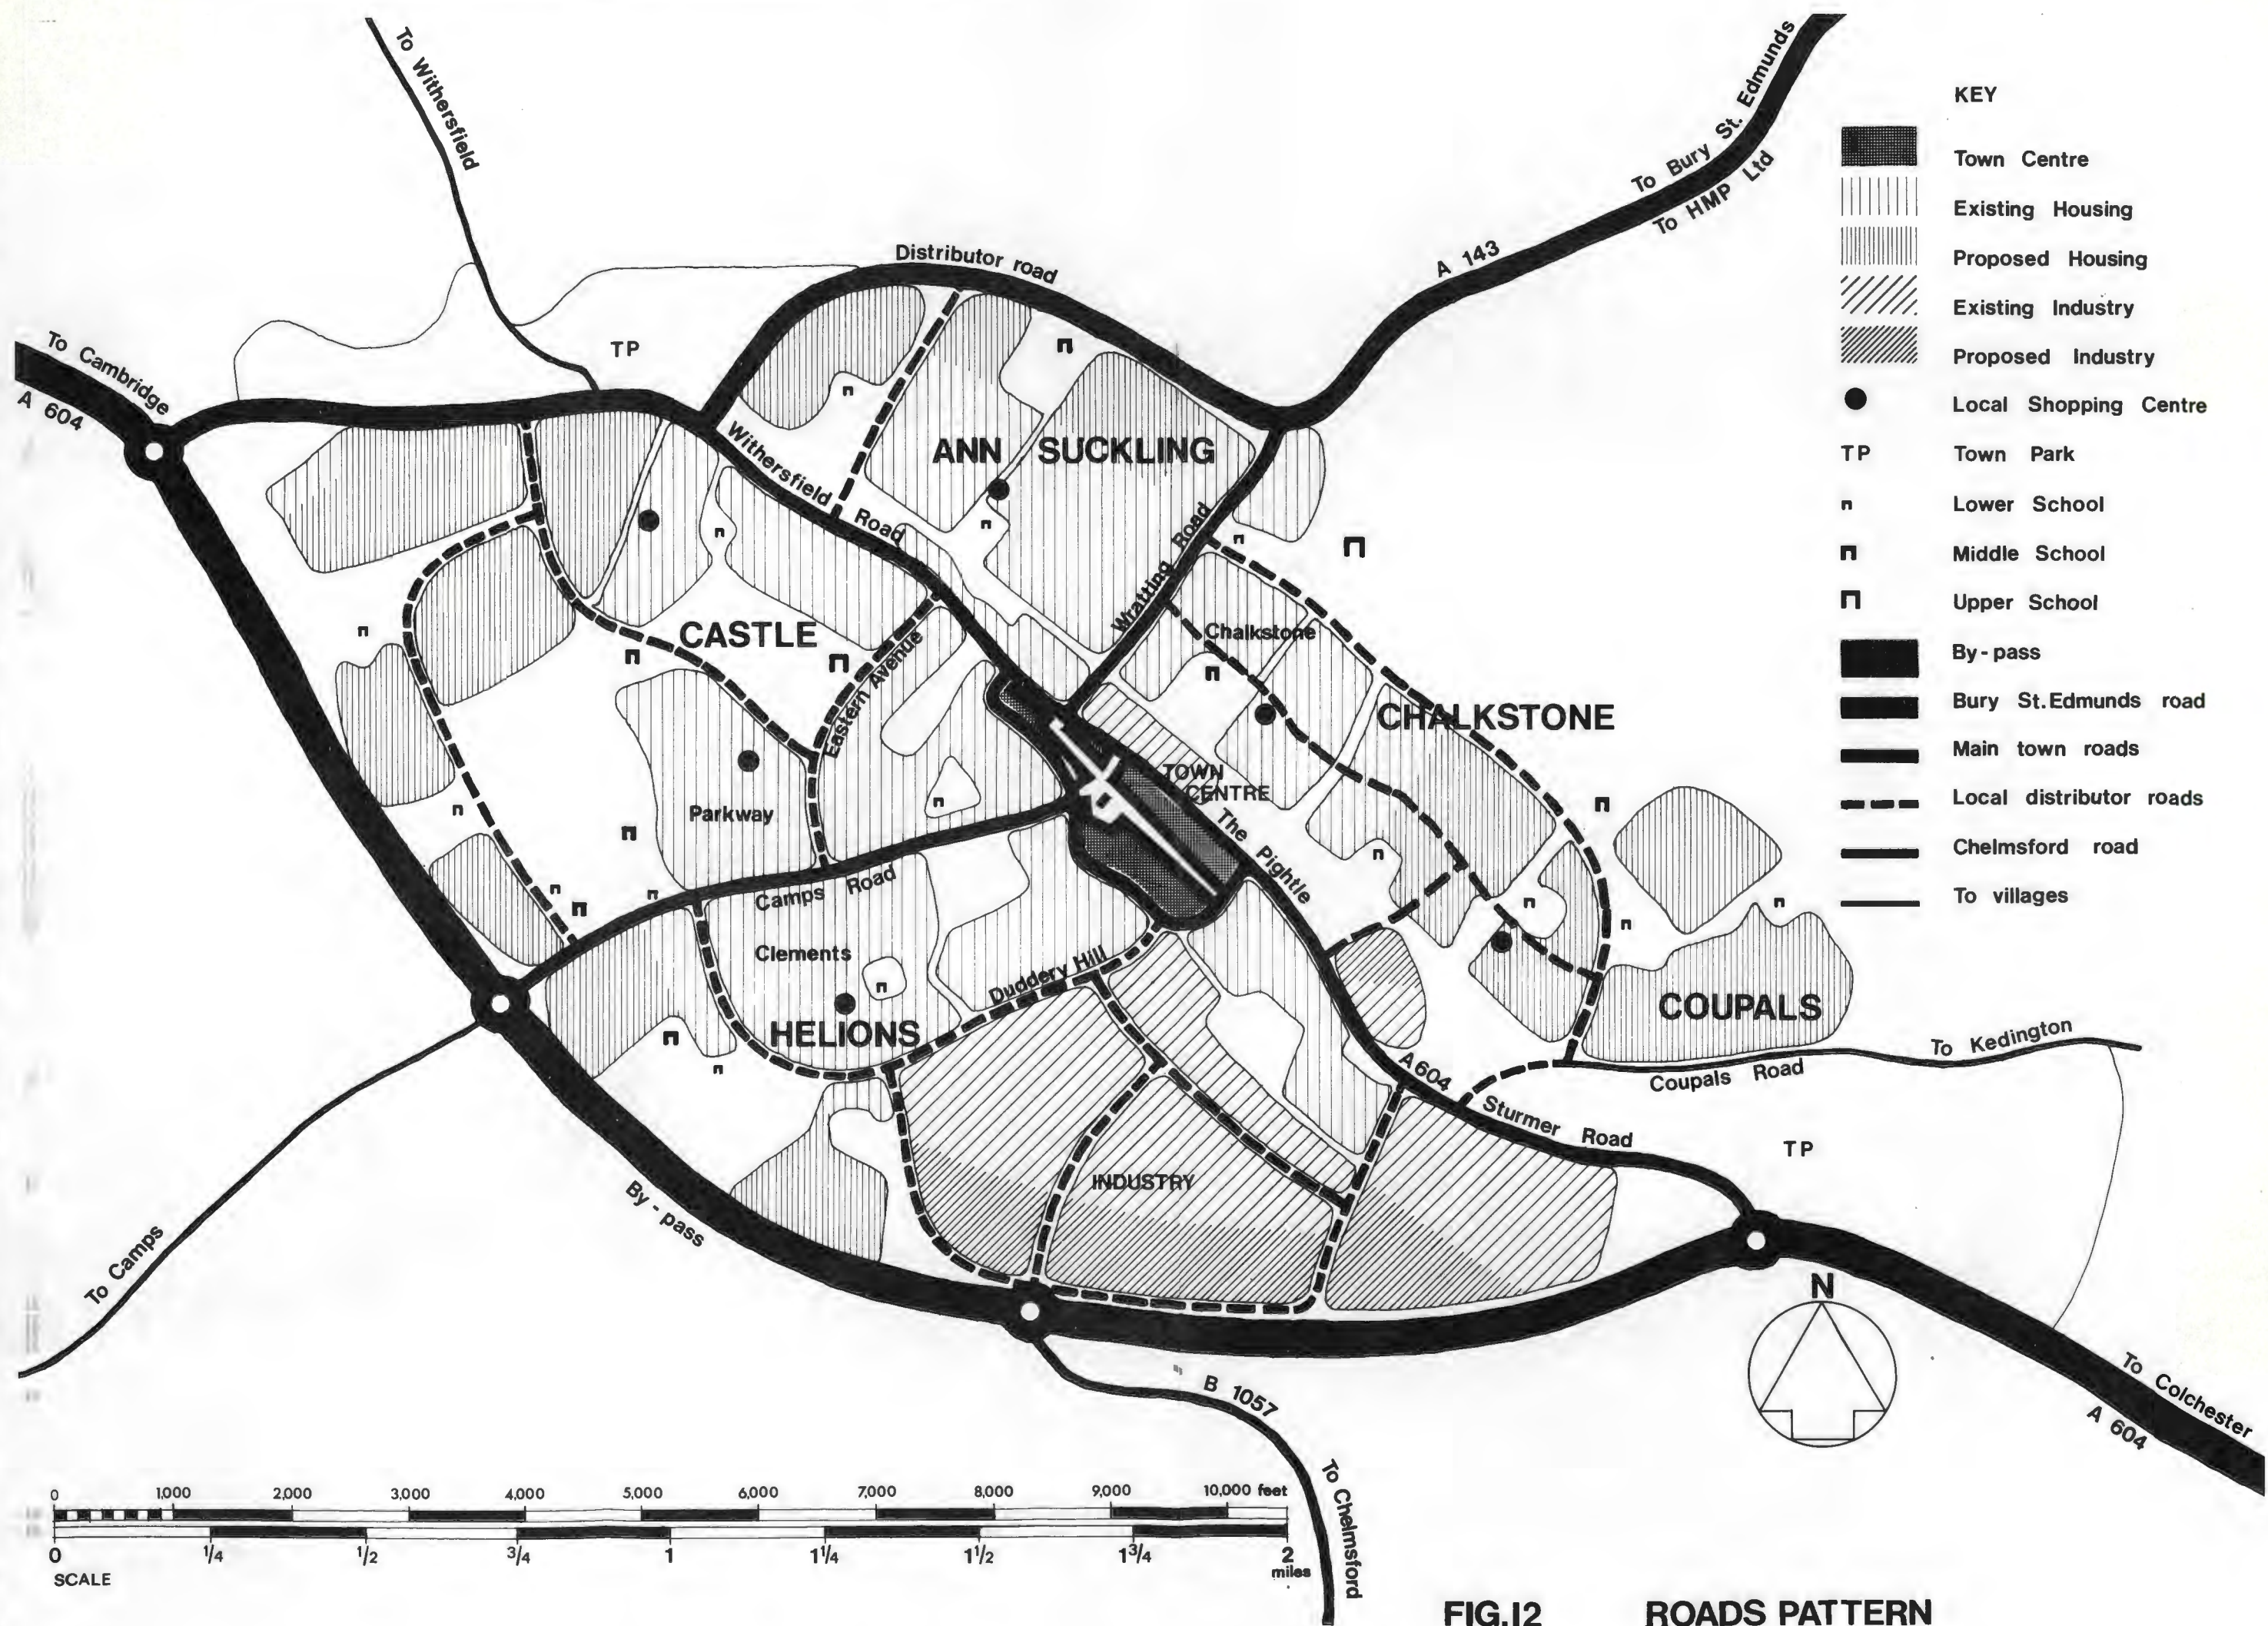 To Withersfield
To Bury St. Edmunds
To HMP Ltd
A 143
Distributor road
To Cambridge
A 604
TP
Withersfield Road
ANN SUCKLING
Wratting Road
CASTLE
Eastern Avenue
Chalkstone
CHALKSTONE
TOWN
CENTRE
The Pightle
Parkway
Camps Road
Clements
Duddery Hill
HELIONS
COUPALS
To Kedington
Coupals Road
A604
Sturmer Road
TP
INDUSTRY
By-pass
To Camps
B 1057
To Chelmsford
To Colchester
A 604
N
KEY
Town Centre
Existing Housing
Proposed Housing
Existing Industry
Proposed Industry
Local Shopping Centre
TP Town Park
Lower School
Middle School
Upper School
By-pass
Bury St.Edmunds road
Main town roads
Local distributor roads
Chelmsford road
To villages
0 1,000 2,000 3,000 4,000 5,000 6,000 7,000 8,000 9,000 10,000 feet
0 1/4 1/2 3/4 1 1 1/4 1 1/2 1 3/4 2
miles
SCALE
FIG.12 ROADS PATTERN